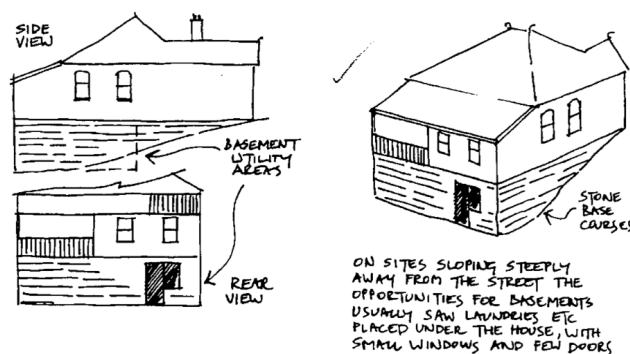 SIDE
VIEW
BASEMENT
UTILITY
AREAS
REAR
VIEW
STONE
BASE
COURSES
ON SITES SLOPING STEEPLY
AWAY FROM THE STREET THE
OPPORTUNITIES FOR BASEMENTS
USUALLY SAW LAUNDRIES ETC
PLACED UNDER THE HOUSE, WITH
SMALL WINDOWS AND FEW DOORS